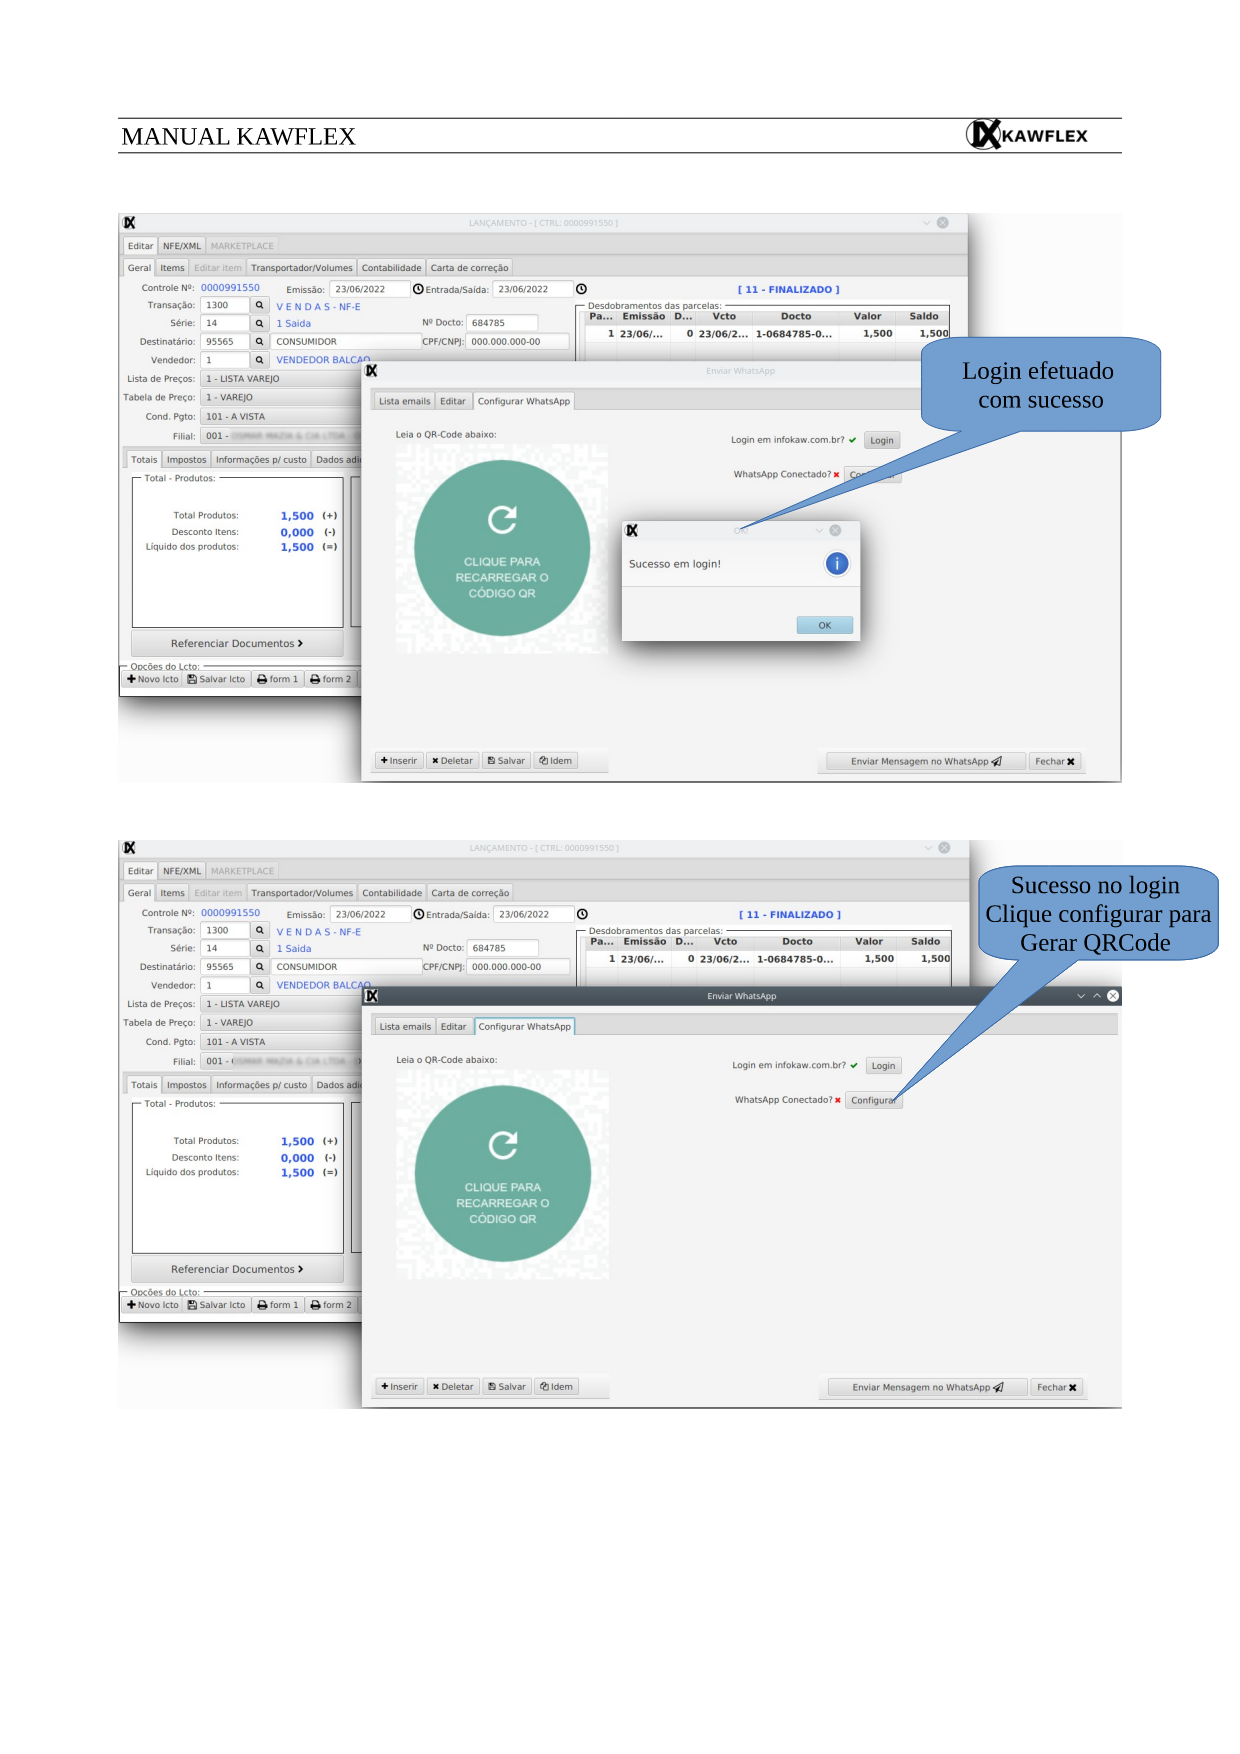 MANUAL KAWFLEX
KAWFLEX
LANÇAMENTO - [ CTRL: 0000991550 ]
Editar NFE/XML MARKETPLACE
Geral Items Editar item Transportador/Volumes Contabilidade Carta de correção
Controle Nº: 0000991550 Emissão: 23/06/2022 Entrada/Saída: 23/06/2022 [ 11 - FINALIZADO ]
Transação: 1300 V E N D A S - NF-E Desdobramentos das parcelas:
Pa... Emissão D... Vcto Docto Valor Saldo
Série: 14 1 Saida Nº Docto: 684785
1 23/06/... 0 23/06/2... 1-0684785-0... 1,500 1,500
Destinatário: 95565 CONSUMIDOR CPF/CNPJ: 000.000.000-00
Vendedor: 1 VENDEDOR BALCAO
Login efetuado
com sucesso
Enviar WhatsApp
Lista de Preços: 1 - LISTA VAREJO
Tabela de Preço: 1 - VAREJO
Lista emails Editar Configurar WhatsApp
Cond. Pgto: 101 - A VISTA
Filial: 001 -
Leia o QR-Code abaixo:
Login em infokaw.com.br? Login
Totais Impostos Informações p/ custo Dados adi
WhatsApp Conectado?
Total - Produtos:
Total Produtos: 1,500 (+)
Desconto Itens: 0,000 (-)
Líquido dos produtos: 1,500 (=)
CLIQUE PARA
RECARREGAR O
CÓDIGO QR
Sucesso em login!
OK
Referenciar Documentos
Opções do Lcto:
Novo lcto Salvar lcto form 1 form 2
Inserir Deletar Salvar Idem Enviar Mensagem no WhatsApp Fechar
LANÇAMENTO - [ CTRL: 0000991550 ]
Editar NFE/XML MARKETPLACE
Geral Items Editar item Transportador/Volumes Contabilidade Carta de correção
Sucesso no login
Clique configurar para
Gerar QRCode
Controle Nº: 0000991550 Emissão: 23/06/2022 Entrada/Saída: 23/06/2022 [ 11 - FINALIZADO ]
Transação: 1300 V E N D A S - NF-E Desdobramentos das parcelas:
Pa... Emissão D... Vcto Docto Valor Saldo
Série: 14 1 Saida Nº Docto: 684785
1 23/06/... 0 23/06/2... 1-0684785-0... 1,500 1,500
Destinatário: 95565 CONSUMIDOR CPF/CNPJ: 000.000.000-00
Vendedor: 1 VENDEDOR BALCAO
Enviar WhatsApp
Lista de Preços: 1 - LISTA VAREJO
Tabela de Preço: 1 - VAREJO
Lista emails Editar Configurar WhatsApp
Cond. Pgto: 101 - A VISTA
Filial: 001 -
Leia o QR-Code abaixo:
Login em infokaw.com.br? Login
Totais Impostos Informações p/ custo Dados adi
WhatsApp Conectado? Configurar
Total - Produtos:
Total Produtos: 1,500 (+)
Desconto Itens: 0,000 (-)
Líquido dos produtos: 1,500 (=)
CLIQUE PARA
RECARREGAR O
CÓDIGO QR
Referenciar Documentos
Opções do Lcto:
Novo lcto Salvar lcto form 1 form 2
Inserir Deletar Salvar Idem Enviar Mensagem no WhatsApp Fechar